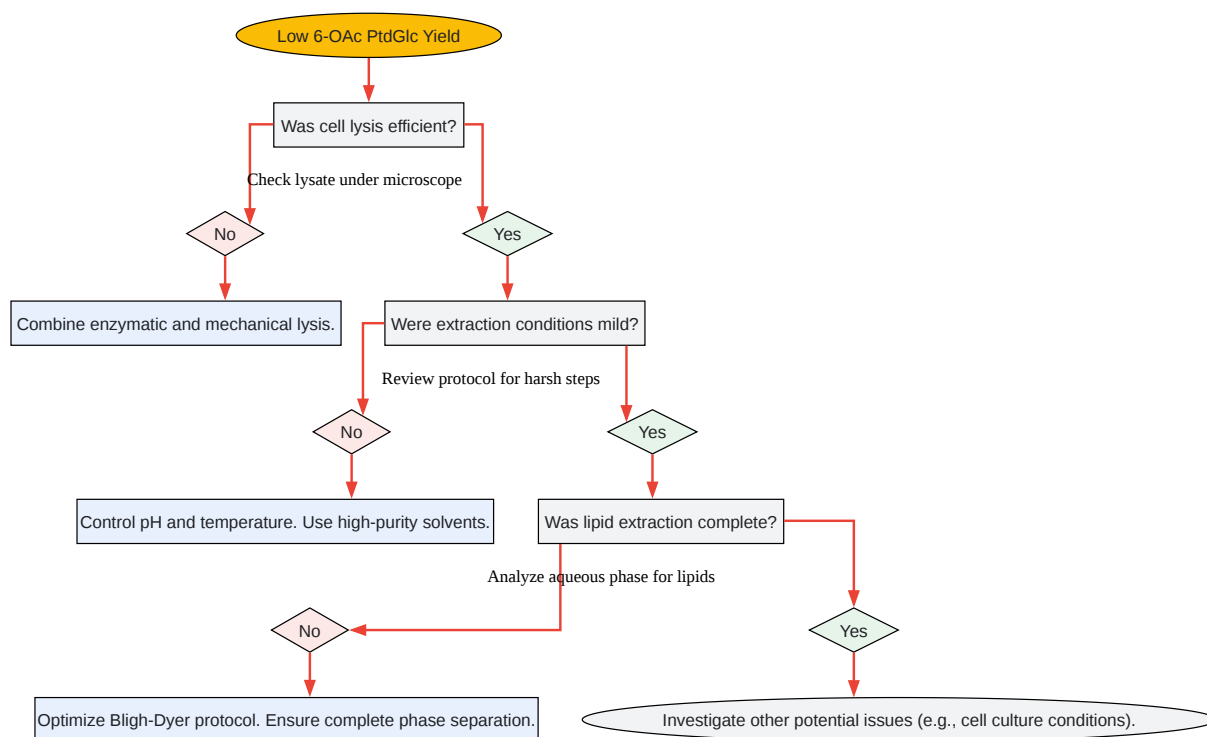 Low 6-OAc PtdGlc Yield
Was cell lysis efficient?
Check lysate under microscope
No
Yes
Combine enzymatic and mechanical lysis.
Were extraction conditions mild?
Review protocol for harsh steps
No
Yes
Control pH and temperature. Use high-purity solvents.
Was lipid extraction complete?
Analyze aqueous phase for lipids
No
Yes
Optimize Bligh-Dyer protocol. Ensure complete phase separation.
Investigate other potential issues (e.g., cell culture conditions).